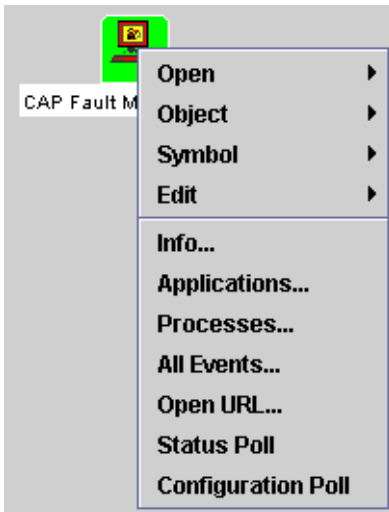 CAP Fault M
Open
Object
Symbol
Edit
Info...
Applications...
Processes...
All Events...
Open URL...
Status Poll
Configuration Poll